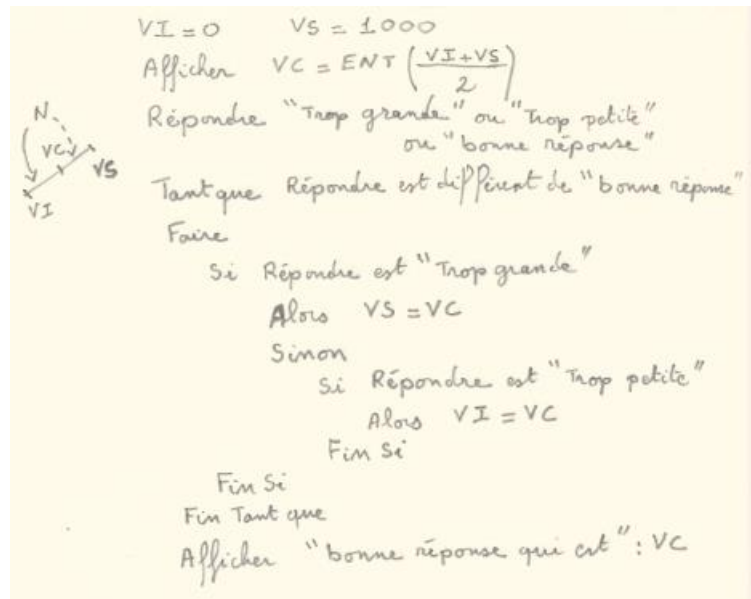 VI = 0 VS = 1000
Afficher VC = ENT (VI+VS / 2)
Répondre "Trop grande" ou "Trop petite"
ou "bonne réponse"
N
VC
VS
VI
Tant que Répondre est différent de "bonne réponse"
Faire
Si Répondre est "Trop grande"
Alors VS = VC
Sinon
Si Répondre est "Trop petite"
Alors VI = VC
Fin Si
Fin Si
Fin Tant que
Afficher "bonne réponse qui est" : VC